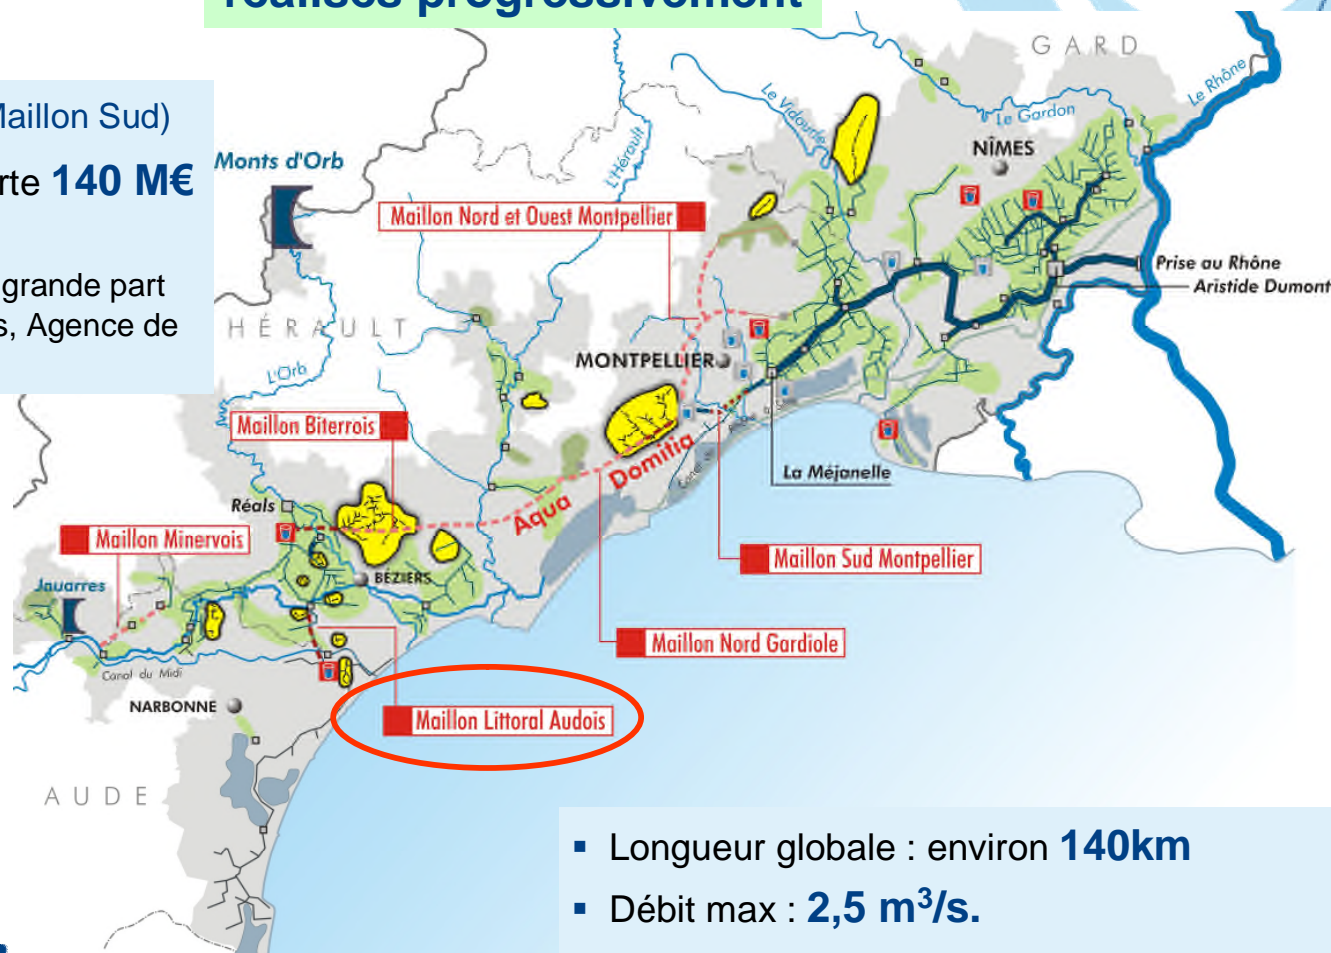 réalisés progressivement
GARD
Le Rhône
Maillon Sud)
Le Vidourle
Le Gardon
NÎMES
Monts d'Orb
L'Hérault
140 M€
Maillon Nord et Ouest Montpellier
grande part
Prise au Rhône
Aristide Dumont
s, Agence de
HÉRAULT
MONTPELLIER
L'Orb
Maillon Biterrois
Aqua Domitia
La Méjanelle
Réals
Maillon Minervois
Maillon Sud Montpellier
Jouarres
BÉZIERS
Maillon Nord Gardiole
Canal du Midi
NARBONNE
Maillon Littoral Audois
AUDE
▪ Longueur globale : environ 140km
▪ Débit max : 2,5 m³/s.